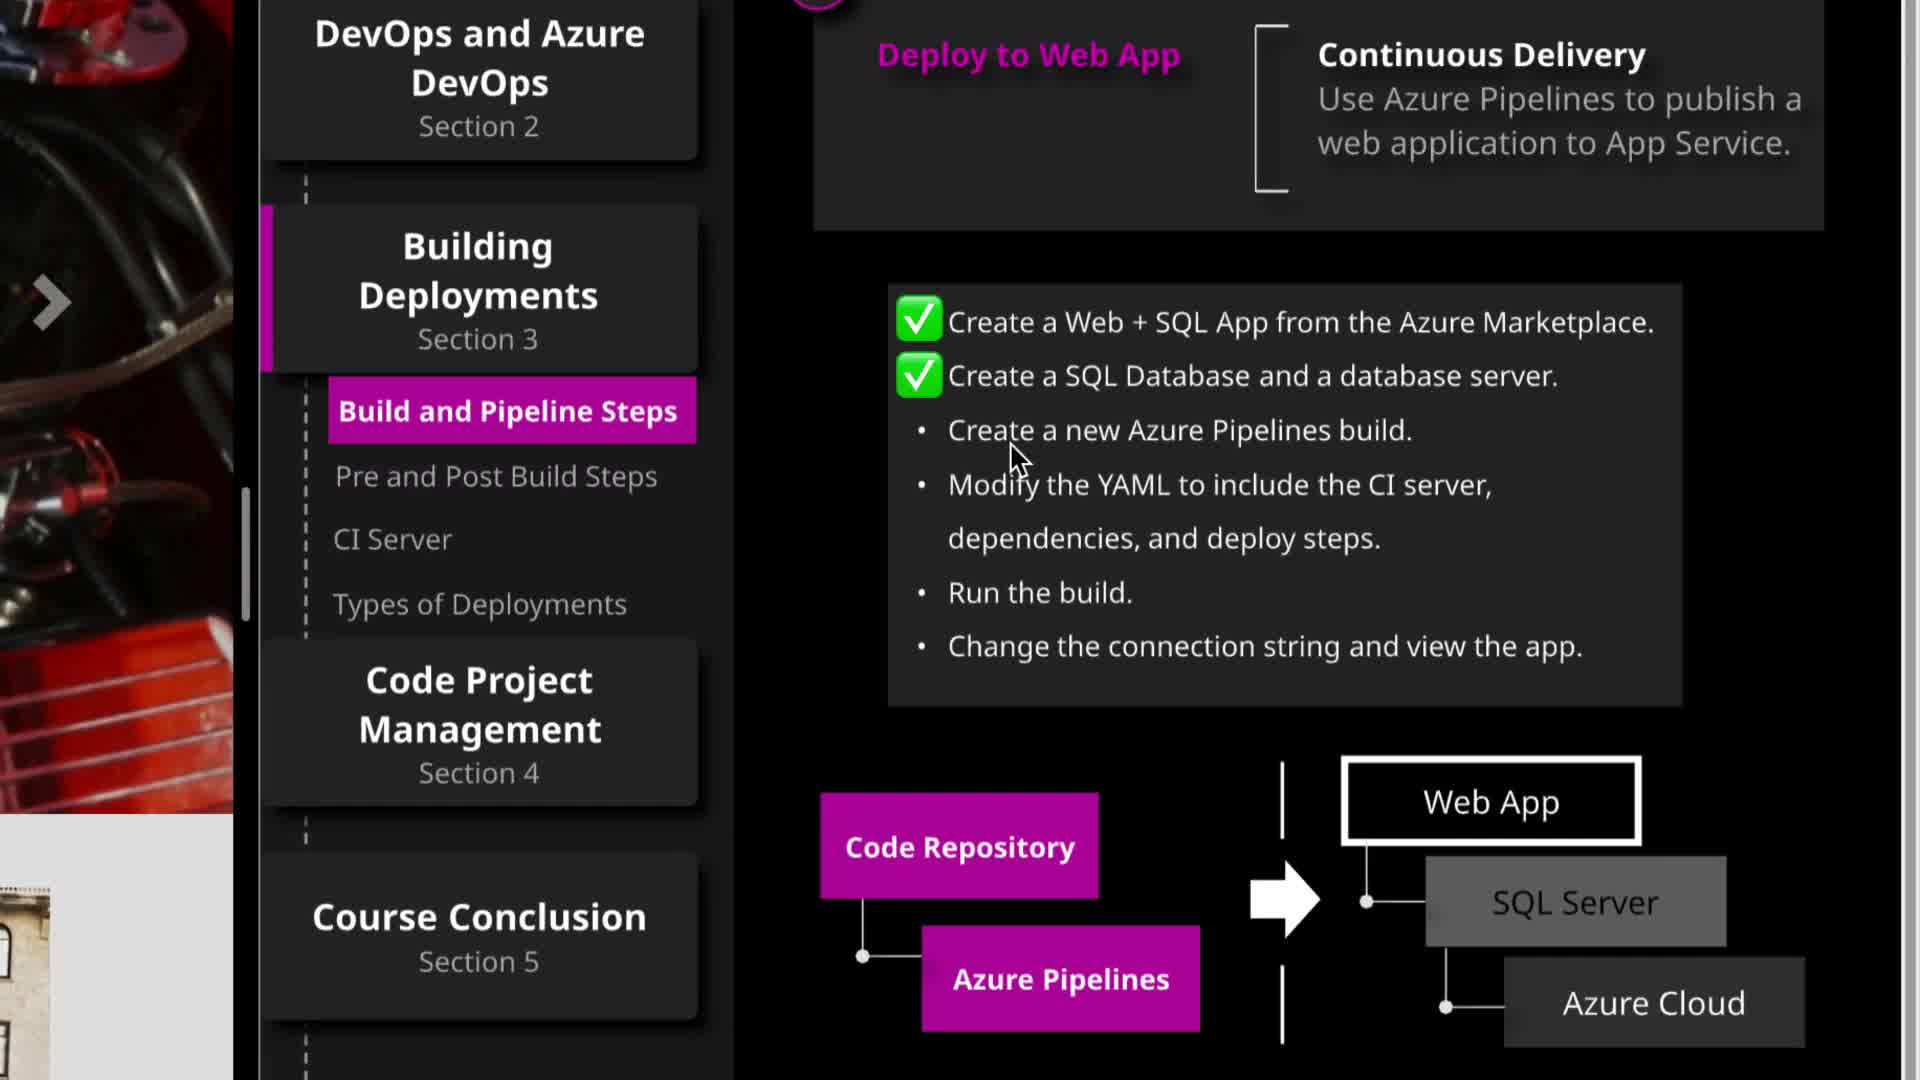 DevOps and Azure
DevOps
Section 2
Building
Deployments
Section 3
Build and Pipeline Steps
Pre and Post Build Steps
CI Server
Types of Deployments
Code Project
Management
Section 4
Course Conclusion
Section 5
Deploy to Web App
Continuous Delivery
Use Azure Pipelines to publish a
web application to App Service.
✅ Create a Web + SQL App from the Azure Marketplace.
✅ Create a SQL Database and a database server.
• Create a new Azure Pipelines build.
• Modify the YAML to include the CI server,
dependencies, and deploy steps.
• Run the build.
• Change the connection string and view the app.
Code Repository
Azure Pipelines
Web App
SQL Server
Azure Cloud